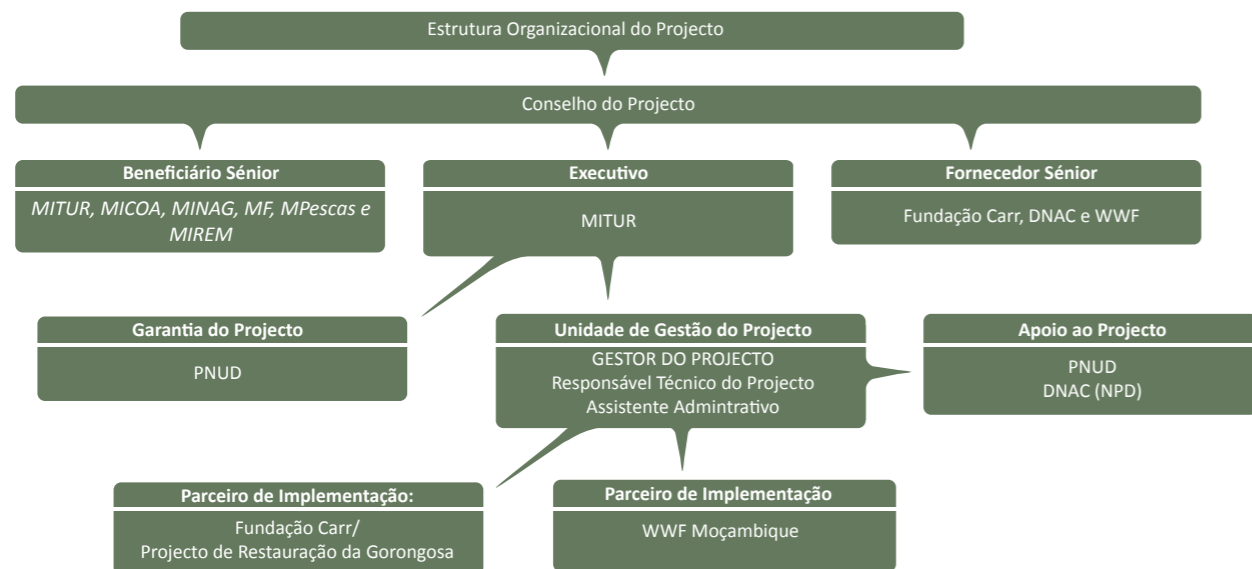 Estrutura Organizacional do Projecto
Conselho do Projecto
Beneficiário Sénior
MITUR, MICOA, MINAG, MF, MPescas e
MIREM
Executivo
MITUR
Fornecedor Sénior
Fundação Carr, DNAC e WWF
Garantia do Projecto
PNUD
Unidade de Gestão do Projecto
GESTOR DO PROJECTO
Responsável Técnico do Projecto
Assistente Admintrativo
Apoio ao Projecto
PNUD
DNAC (NPD)
Parceiro de Implementação:
Fundação Carr/
Projecto de Restauração da Gorongosa
Parceiro de Implementação
WWF Moçambique